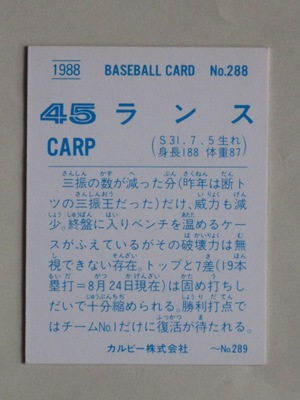 1988 BASEBALL CARD No.288
45 ランス
CARP (S31.7.5生れ 身長188 体重87)
三振の数が減った分(昨年は断ト
ツの三振王だった)だけ、威力も減
少。終盤に入りベンチを温めるケー
スがふえているがその破壊力は無
視できない存在。トップと7差(19本
塁打=8月24日現在)は固め打ちし
だいで十分縮められる。勝利打点で
はチームNo.1だけに復活が待たれる。
カルビー株式会社 〜No.289